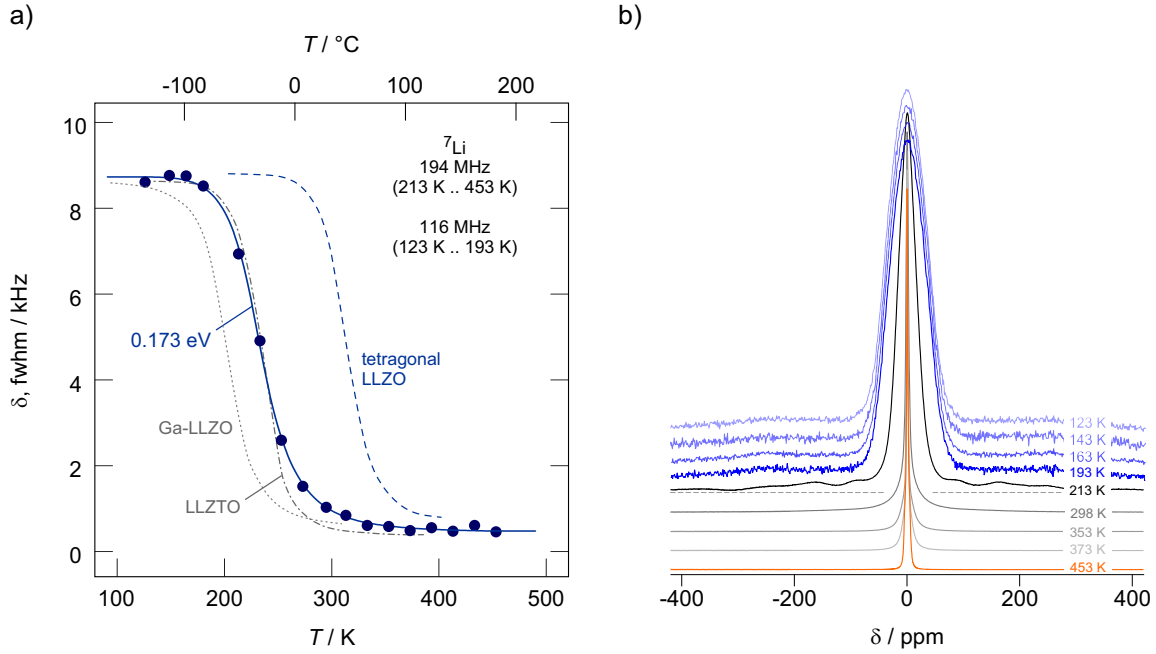 a)
T / °C
-100 0 100 200
10
8
6
4
2
0
δ, fwhm / kHz
⁷Li
194 MHz
(213 K .. 453 K)
116 MHz
(123 K .. 193 K)
0.173 eV
tetragonal
LLZO
Ga-LLZO
LLZTO
100 200 300 400 500
T / K
b)
123 K
143 K
163 K
193 K
213 K
298 K
353 K
373 K
453 K
-400 -200 0 200 400
δ / ppm